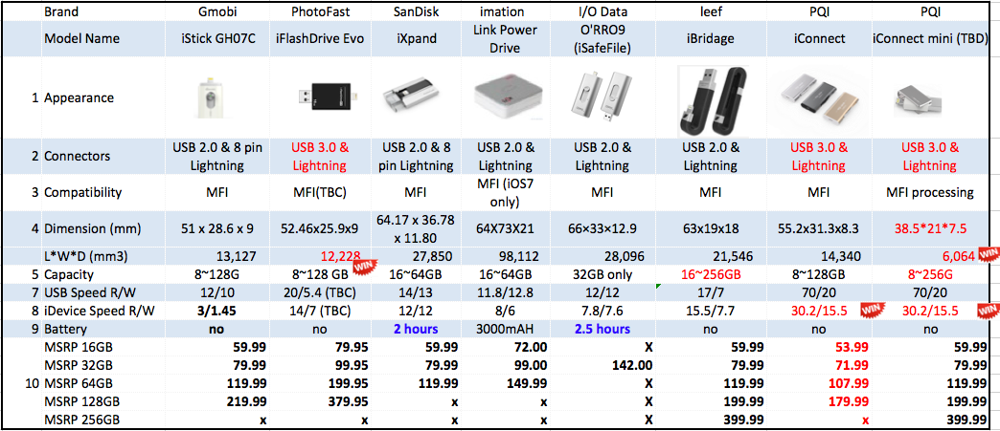 Brand Gmobi PhotoFast SanDisk imation I/O Data leef PQI PQI
Model Name iStick GH07C iFlashDrive Evo iXpand Link Power Drive O'RRO9 (iSafeFile) iBridage iConnect iConnect mini (TBD)
1 Appearance
2 Connectors USB 2.0 & 8 pin Lightning USB 3.0 & Lightning USB 2.0 & 8 pin Lightning USB 2.0 & Lightning USB 2.0 & Lightning USB 2.0 & Lightning USB 3.0 & Lightning USB 3.0 & Lightning
3 Compatibility MFI MFI(TBC) MFI MFI (iOS7 only) MFI MFI MFI MFI processing
4 Dimension (mm) 51 x 28.6 x 9 52.46x25.9x9 64.17 x 36.78 x 11.80 64X73X21 66×33×12.9 63x19x18 55.2x31.3x8.3 38.5*21*7.5
L*W*D (mm3) 13,127 12,228 27,850 98,112 28,096 21,546 14,340 6,064 WIN
5 Capacity 8~128G 8~128 GB WIN 16~64GB 16~64GB 32GB only 16~256GB 8~128GB 8~256G
7 USB Speed R/W 12/10 20/5.4 (TBC) 14/13 11.8/12.8 12/12 17/7 70/20 70/20
8 iDevice Speed R/W 3/1.45 14/7 (TBC) 12/12 8/6 7.8/7.6 15.5/7.7 30.2/15.5 WIN 30.2/15.5 WIN
9 Battery no no 2 hours 3000mAH 2.5 hours no no no
MSRP 16GB 59.99 79.95 59.99 72.00 X 59.99 53.99 59.99
MSRP 32GB 79.99 99.95 79.99 99.00 142.00 79.99 71.99 79.99
10 MSRP 64GB 119.99 199.95 119.99 149.99 X 119.99 107.99 119.99
MSRP 128GB 219.99 379.95 x x X 199.99 179.99 199.99
MSRP 256GB x x x x X 399.99 x 399.99